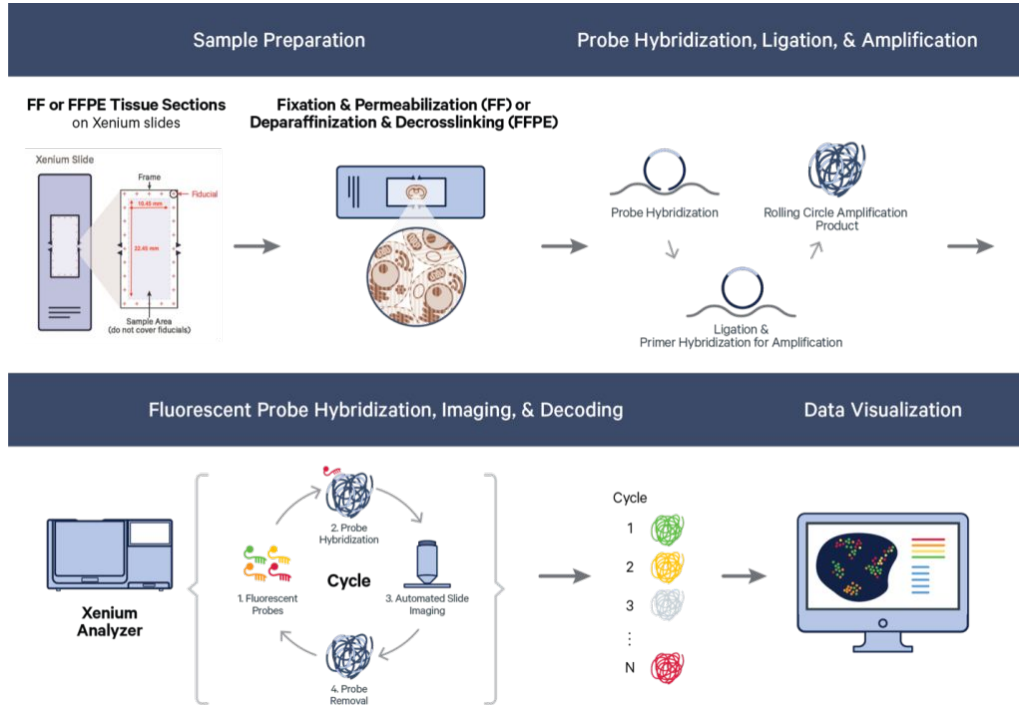 Sample Preparation
Probe Hybridization, Ligation, & Amplification
FF or FFPE Tissue Sections
on Xenium slides
Xenium Slide
Frame
Fiducial
10.45 mm
22.45 mm
Sample Area
(do not cover fiducials)
Fixation & Permeabilization (FF) or
Deparaffinization & Decrosslinking (FFPE)
Probe Hybridization
Rolling Circle Amplification
Product
Ligation &
Primer Hybridization for Amplification
Fluorescent Probe Hybridization, Imaging, & Decoding
Data Visualization
Xenium
Analyzer
2. Probe
Hybridization
Cycle
1. Fluorescent
Probes
3. Automated Slide
Imaging
4. Probe
Removal
Cycle
1
2
3
⋮
N